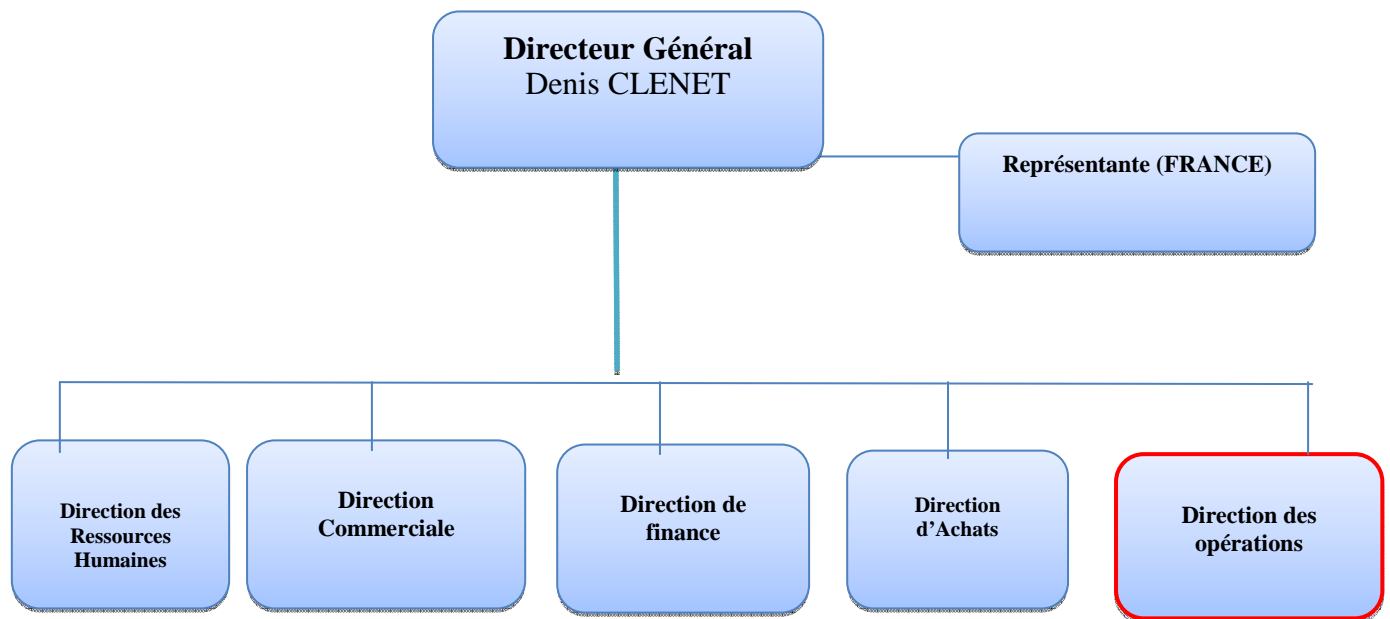 Directeur Général
Denis CLENET
Représentante (FRANCE)
Direction des
Ressources
Humaines
Direction
Commerciale
Direction de
finance
Direction
d’Achats
Direction des
opérations